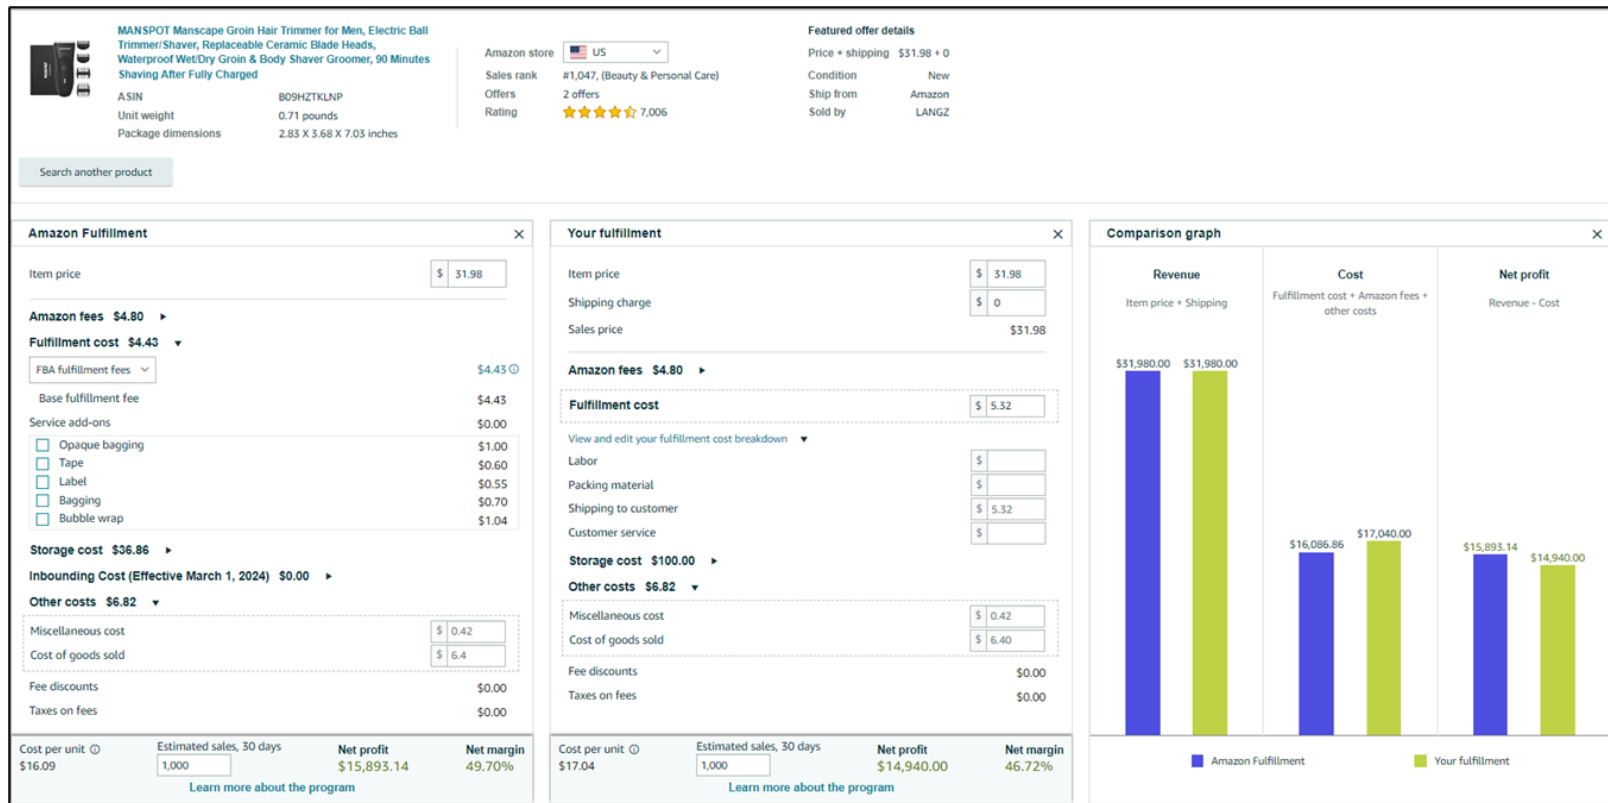 MANSPOT Manscape Groin Hair Trimmer for Men, Electric Ball
Trimmer/Shaver, Replaceable Ceramic Blade Heads,
Waterproof Wet/Dry Groin & Body Shaver Groomer, 90 Minutes
Shaving After Fully Charged
ASIN B09HZTKLNP
Unit weight 0.71 pounds
Package dimensions 2.83 X 3.68 X 7.03 inches
Amazon store US
Sales rank #1,047, (Beauty & Personal Care)
Offers 2 offers
Rating 7,006
Featured offer details
Price + shipping $31.98 + 0
Condition New
Ship from Amazon
Sold by LANGZ
Search another product
Amazon Fulfillment
Item price $ 31.98
Amazon fees $4.80
Fulfillment cost $4.43
FBA fulfillment fees $4.43
Base fulfillment fee $4.43
Service add-ons $0.00
Opaque bagging $1.00
Tape $0.60
Label $0.55
Bagging $0.70
Bubble wrap $1.04
Storage cost $36.86
Inbounding Cost (Effective March 1, 2024) $0.00
Other costs $6.82
Miscellaneous cost $ 0.42
Cost of goods sold $ 6.4
Fee discounts $0.00
Taxes on fees $0.00
Cost per unit Estimated sales, 30 days Net profit Net margin
$16.09 1,000 $15,893.14 49.70%
Learn more about the program
Your fulfillment
Item price $ 31.98
Shipping charge $ 0
Sales price $31.98
Amazon fees $4.80
Fulfillment cost $ 5.32
View and edit your fulfillment cost breakdown
Labor $
Packing material $
Shipping to customer $ 5.32
Customer service $
Storage cost $100.00
Other costs $6.82
Miscellaneous cost $ 0.42
Cost of goods sold $ 6.40
Fee discounts $0.00
Taxes on fees $0.00
Cost per unit Estimated sales, 30 days Net profit Net margin
$17.04 1,000 $14,940.00 46.72%
Learn more about the program
Comparison graph
Revenue
Item price + Shipping
$31,980.00 $31,980.00
Cost
Fulfillment cost + Amazon fees +
other costs
$16,086.86 $17,040.00
Net profit
Revenue - Cost
$15,893.14 $14,940.00
Amazon Fulfillment Your fulfillment